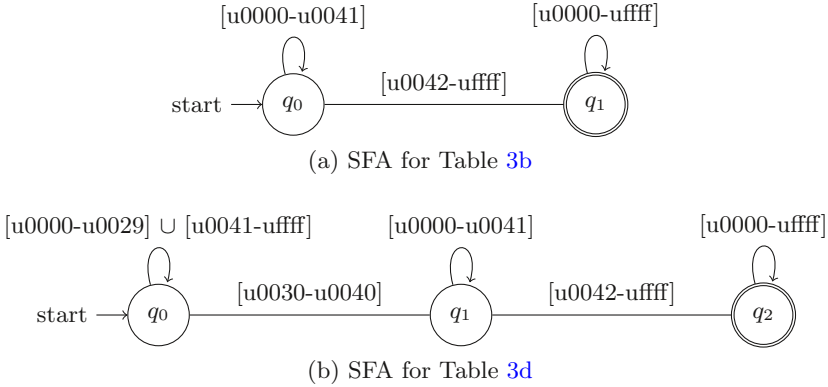 [u0000-u0041] [u0000-uffff]
[u0042-uffff]
start q0 q1
(a) SFA for Table 3b
[u0000-u0029] ∪ [u0041-uffff] [u0000-u0041] [u0000-uffff]
[u0030-u0040] [u0042-uffff]
start q0 q1 q2
(b) SFA for Table 3d